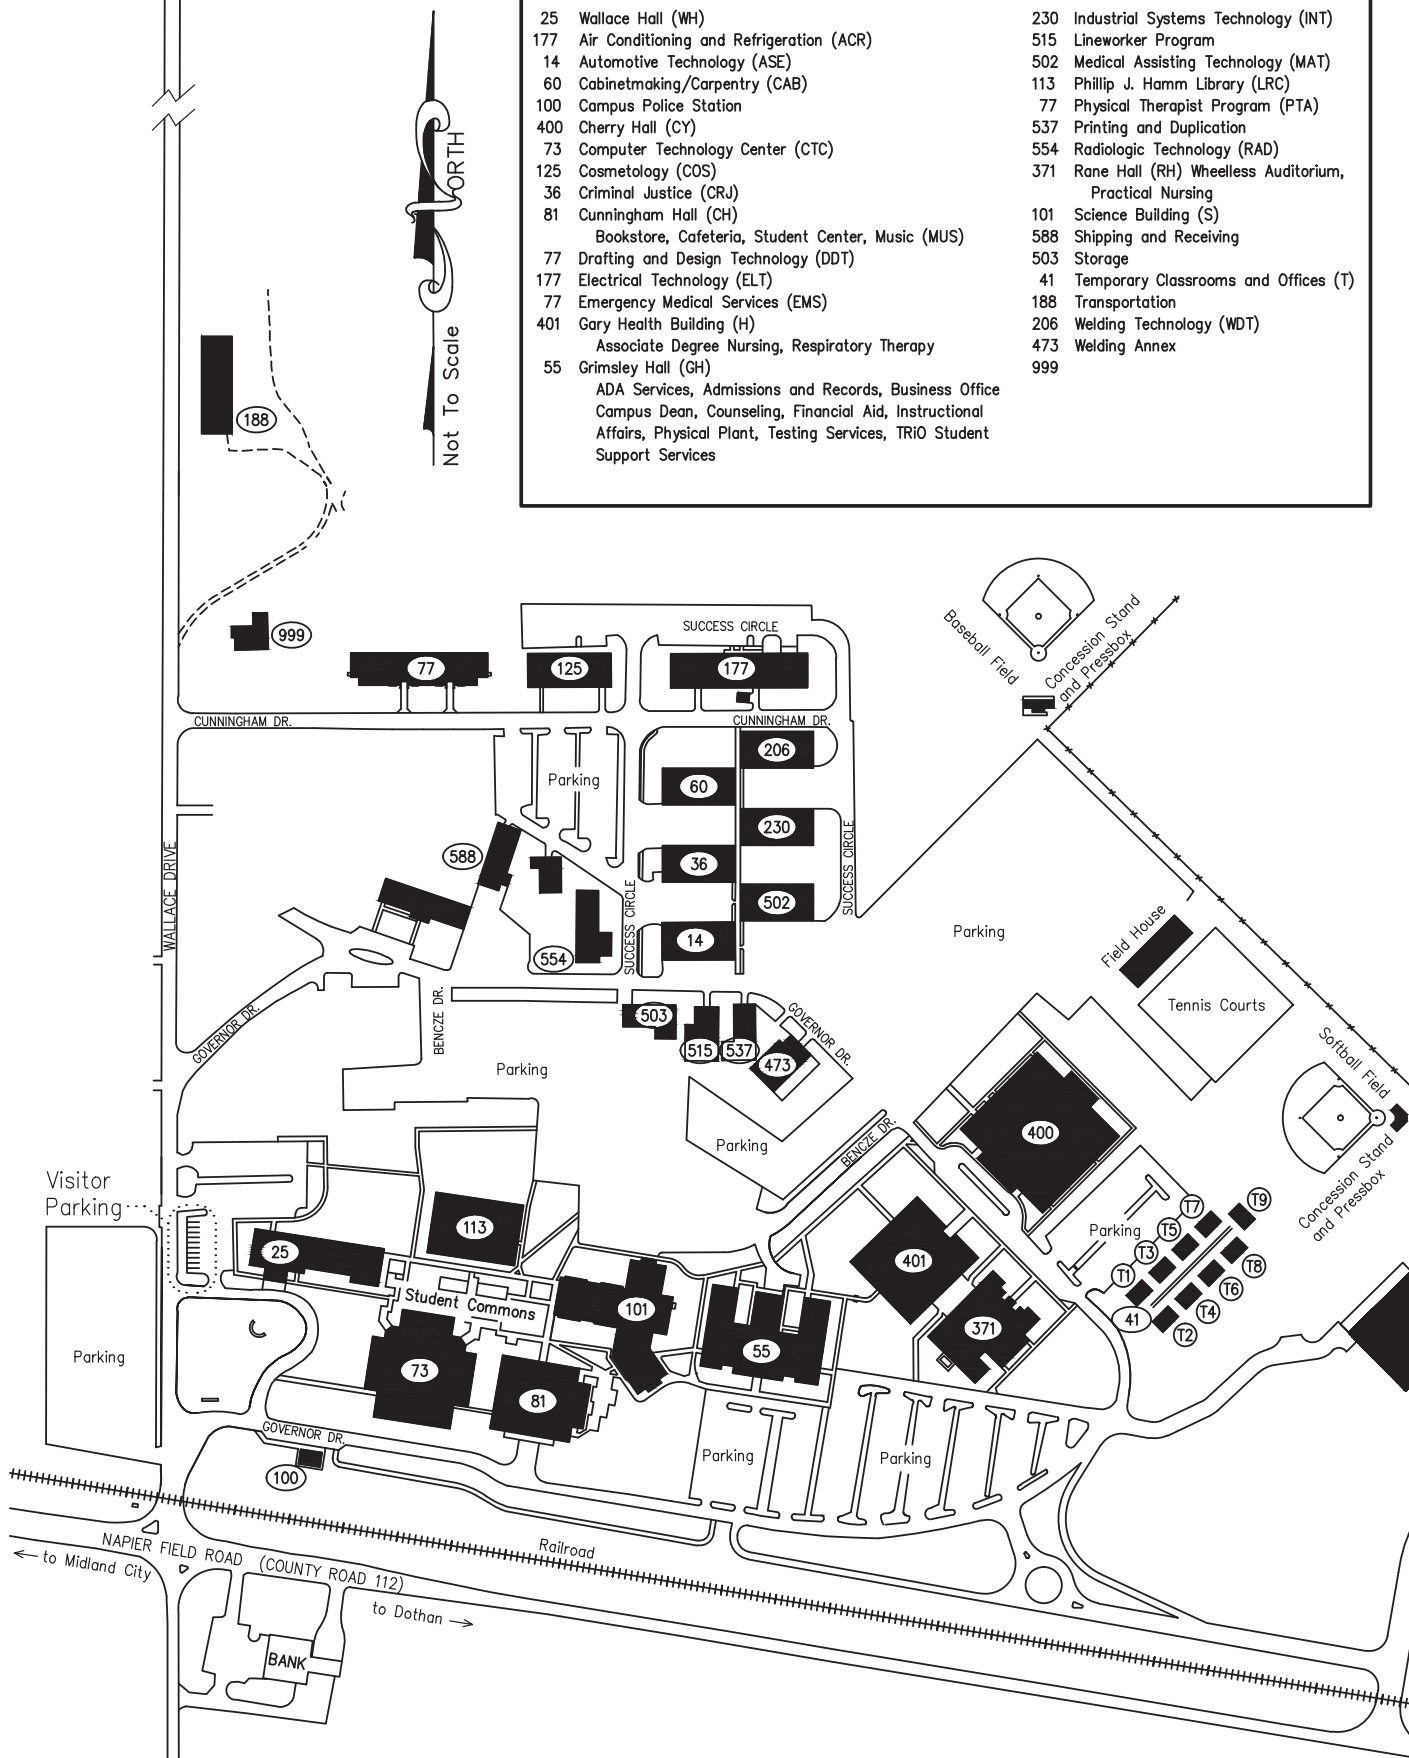 25 Wallace Hall (WH)
177 Air Conditioning and Refrigeration (ACR)
14 Automotive Technology (ASE)
60 Cabinetmaking/Carpentry (CAB)
100 Campus Police Station
400 Cherry Hall (CY)
73 Computer Technology Center (CTC)
125 Cosmetology (COS)
36 Criminal Justice (CRJ)
81 Cunningham Hall (CH)
Bookstore, Cafeteria, Student Center, Music (MUS)
77 Drafting and Design Technology (DDT)
177 Electrical Technology (ELT)
77 Emergency Medical Services (EMS)
401 Gary Health Building (H)
Associate Degree Nursing, Respiratory Therapy
55 Grimsley Hall (GH)
ADA Services, Admissions and Records, Business Office
Campus Dean, Counseling, Financial Aid, Instructional
Affairs, Physical Plant, Testing Services, TRiO Student
Support Services
230 Industrial Systems Technology (INT)
515 Lineworker Program
502 Medical Assisting Technology (MAT)
113 Phillip J. Hamm Library (LRC)
77 Physical Therapist Program (PTA)
537 Printing and Duplication
554 Radiologic Technology (RAD)
371 Rane Hall (RH) Wheelless Auditorium,
Practical Nursing
101 Science Building (S)
588 Shipping and Receiving
503 Storage
41 Temporary Classrooms and Offices (T)
188 Transportation
206 Welding Technology (WDT)
473 Welding Annex
999
NORTH
Not To Scale
188
999
77
125
177
SUCCESS CIRCLE
Baseball Field
Concession Stand
and Pressbox
CUNNINGHAM DR.
CUNNINGHAM DR.
206
Parking
60
230
SUCCESS CIRCLE
WALLACE DRIVE
588
36
502
SUCCESS CIRCLE
14
554
Parking
Field House
Tennis Courts
GOVERNOR DR.
BENCZE DR.
503
515
537
473
GOVERNOR DR.
Softball Field
Concession Stand
and Pressbox
Parking
Parking
BENCZE DR.
400
Visitor
Parking
113
25
Student Commons
101
401
Parking
T7
T9
T5
T3
T1
T8
T6
T4
T2
41
371
55
Parking
73
81
GOVERNOR DR.
100
Parking
Parking
Railroad
NAPIER FIELD ROAD (COUNTY ROAD 112)
to Midland City
to Dothan
BANK